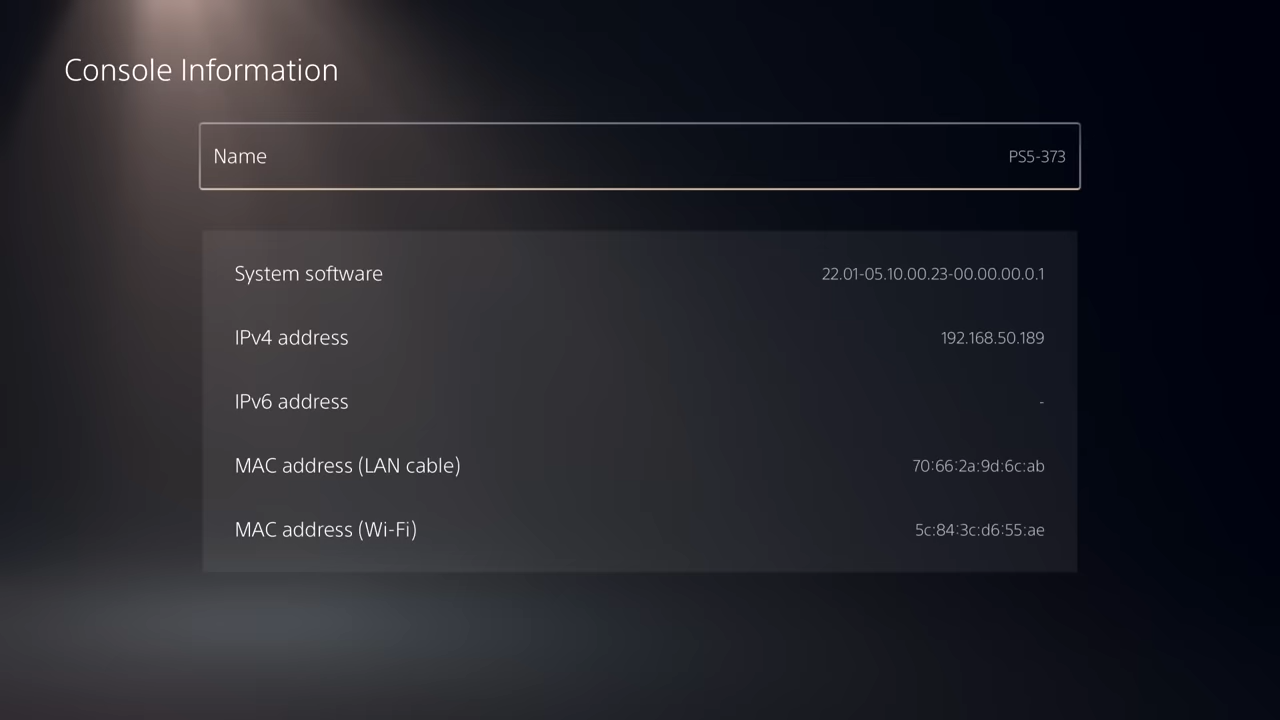 Console Information
Name PS5-373
System software 22.01-05.10.00.23-00.00.00.0.1
IPv4 address 192.168.50.189
IPv6 address -
MAC address (LAN cable) 70:66:2a:9d:6c:ab
MAC address (Wi-Fi) 5c:84:3c:d6:55:ae